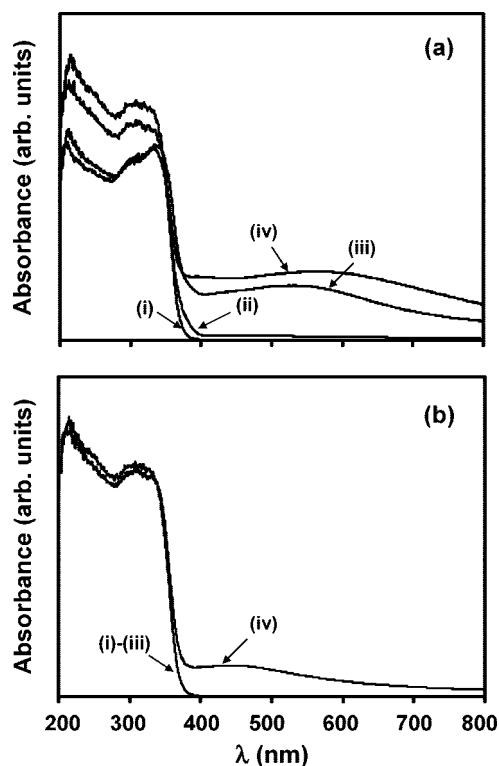 (a)
Absorbance (arb. units)
(iv)
(iii)
(i)
(ii)
(b)
Absorbance (arb. units)
(i)-(iii)
(iv)
200 300 400 500 600 700 800
λ (nm)